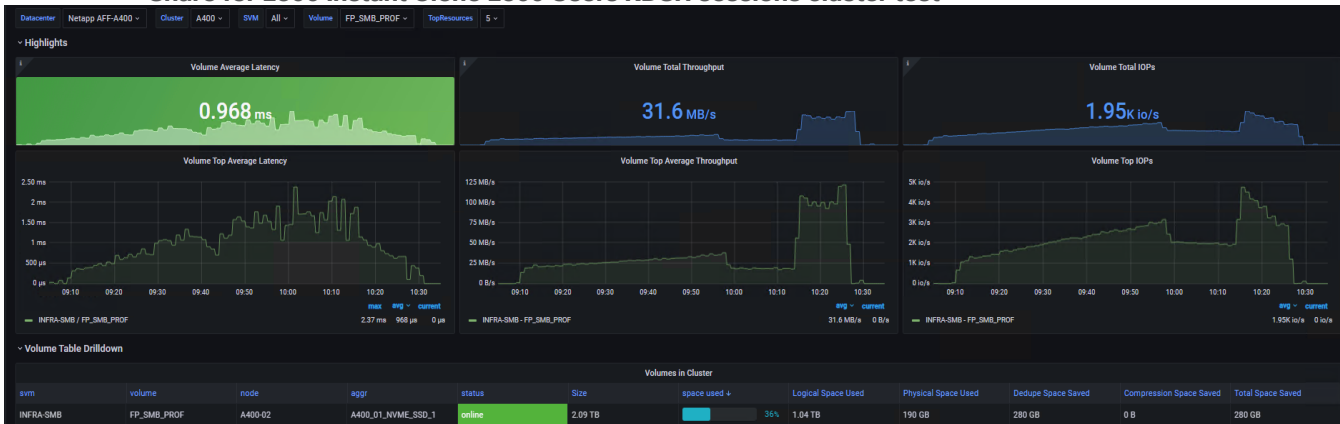 Share for 2500 Instant Clone 2500 Users RDSH sessions cluster test
Datacenter Netapp AFF-A400 Cluster A400 SVM All Volume FP_SMB_PROF TopResources 5
Highlights
Volume Average Latency
0.968 ms
Volume Total Throughput
31.6 MB/s
Volume Total IOPs
1.95K io/s
Volume Top Average Latency
2.50 ms
2 ms
1.50 ms
1 ms
500 µs
0 µs
09:10 09:20 09:30 09:40 09:50 10:00 10:10 10:20 10:30
max avg current
INFRA-SMB / FP_SMB_PROF 2.37 ms 968 µs 0 µs
Volume Top Average Throughput
125 MB/s
100 MB/s
75 MB/s
50 MB/s
25 MB/s
0 B/s
09:10 09:20 09:30 09:40 09:50 10:00 10:10 10:20 10:30
avg current
INFRA-SMB - FP_SMB_PROF 31.6 MB/s 0 B/s
Volume Top IOPs
5K io/s
4K io/s
3K io/s
2K io/s
1K io/s
0 io/s
09:10 09:20 09:30 09:40 09:50 10:00 10:10 10:20 10:30
avg current
INFRA-SMB - FP_SMB_PROF 1.95K io/s 0 io/s
Volume Table Drilldown
Volumes in Cluster
svm volume node aggr status Size space used ↓ Logical Space Used Physical Space Used Dedupe Space Saved Compression Space Saved Total Space Saved
INFRA-SMB FP_SMB_PROF A400-02 A400_01_NVME_SSD_1 online 2.09 TB 36% 1.04 TB 190 GB 280 GB 0 B 280 GB